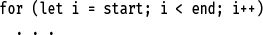 for (let i = start; i < end; i++)
. . .